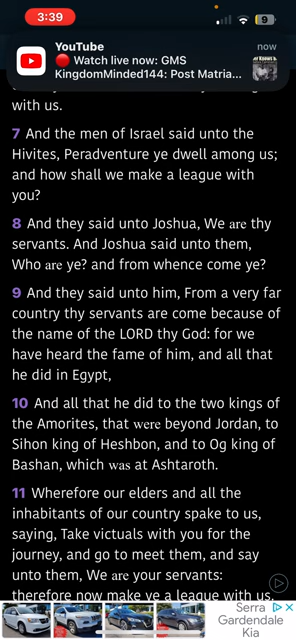 3:39
9
YouTube
now
🔴 Watch live now: GMS
KingdomMinded144: Post Matria...
with us.
7 And the men of Israel said unto the
Hivites, Peradventure ye dwell among us;
and how shall we make a league with
you?
8 And they said unto Joshua, We are thy
servants. And Joshua said unto them,
Who are ye? and from whence come ye?
9 And they said unto him, From a very far
country thy servants are come because of
the name of the LORD thy God: for we
have heard the fame of him, and all that
he did in Egypt,
10 And all that he did to the two kings of
the Amorites, that were beyond Jordan, to
Sihon king of Heshbon, and to Og king of
Bashan, which was at Ashtaroth.
11 Wherefore our elders and all the
inhabitants of our country spake to us,
saying, Take victuals with you for the
journey, and go to meet them, and say
unto them, We are your servants:
therefore now make ye a league with us.
Serra
Gardendale
Kia